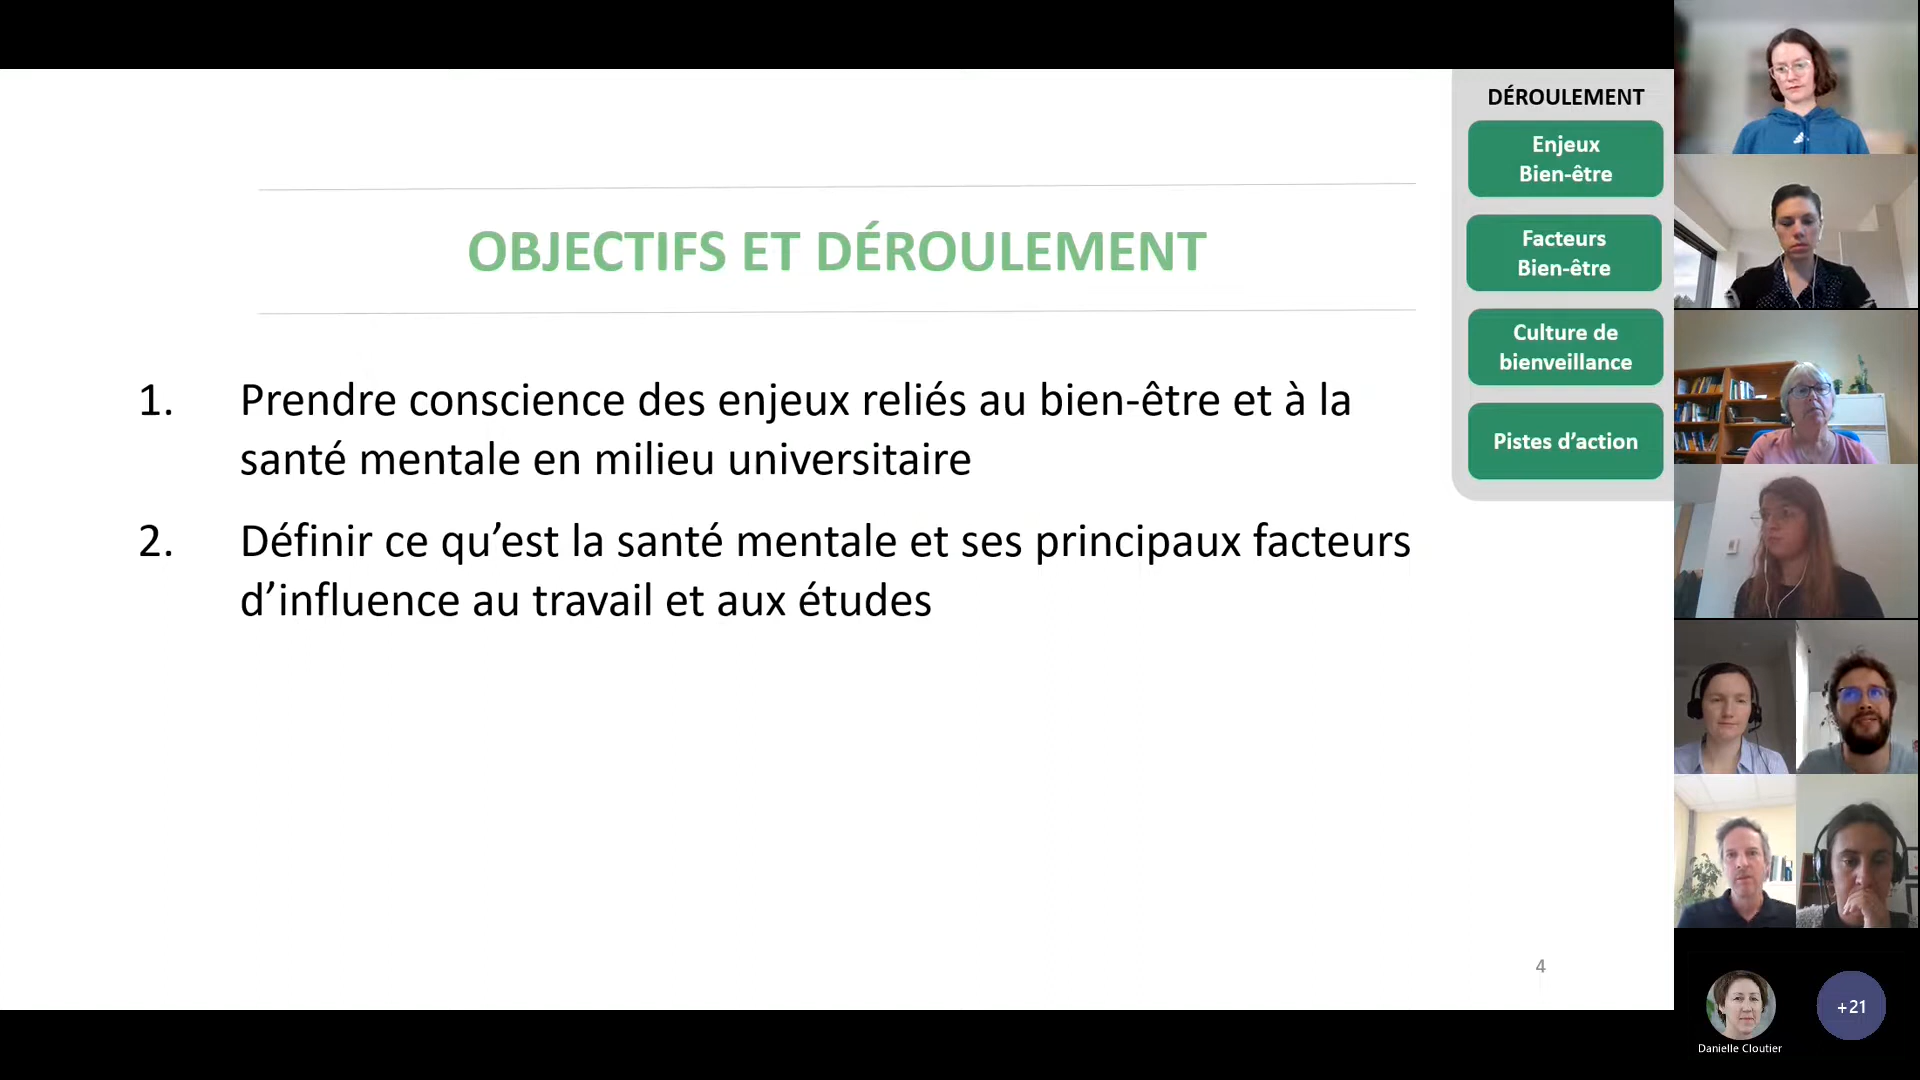 OBJECTIFS ET DÉROULEMENT
1. Prendre conscience des enjeux reliés au bien-être et à la
santé mentale en milieu universitaire
2. Définir ce qu’est la santé mentale et ses principaux facteurs
d’influence au travail et aux études
4
DÉROULEMENT
Enjeux
Bien-être
Facteurs
Bien-être
Culture de
bienveillance
Pistes d’action
+21
Danielle Cloutier